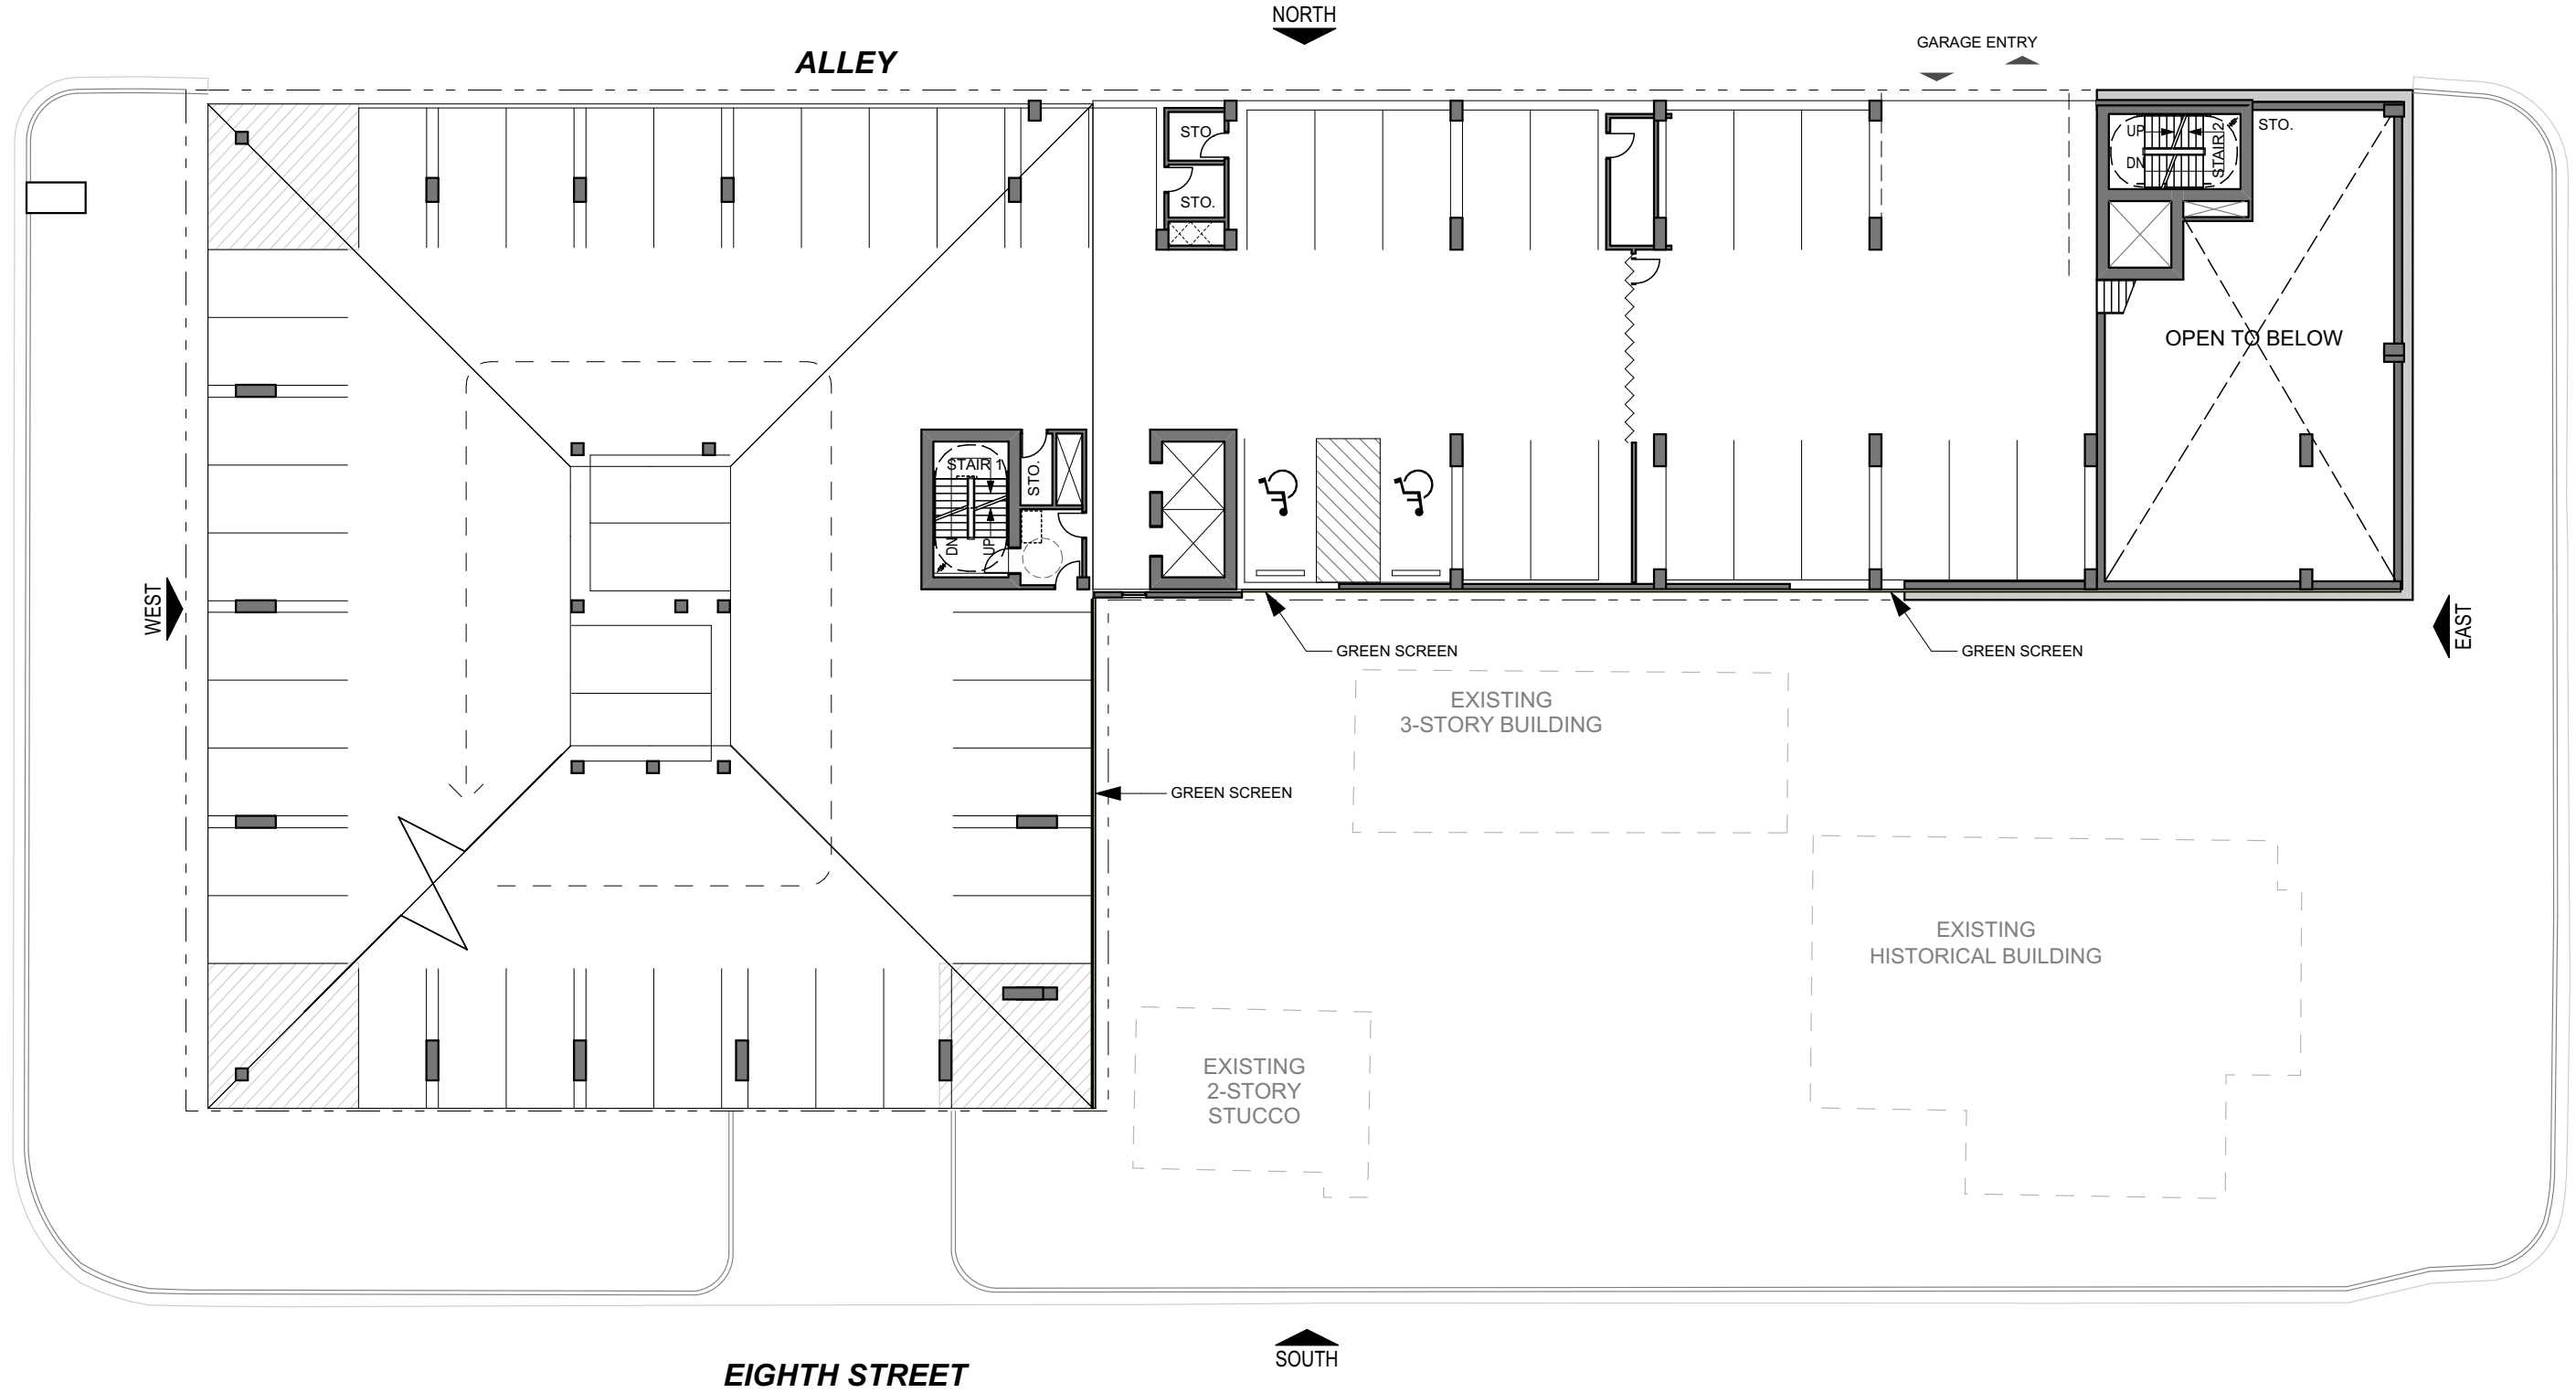 NORTH
GARAGE ENTRY
ALLEY
STO.
STO.
UP
DN
STAIR 2
STO.
OPEN TO BELOW
STAIR 1
STO.
DN
UP
WEST
EAST
GREEN SCREEN
GREEN SCREEN
EXISTING
3-STORY BUILDING
GREEN SCREEN
EXISTING
HISTORICAL BUILDING
EXISTING
2-STORY
STUCCO
SOUTH
EIGHTH STREET